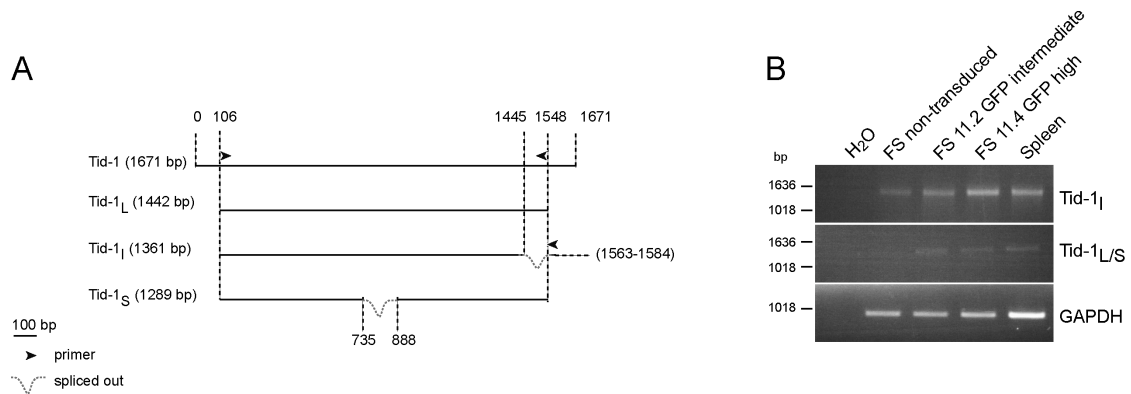 A
0 106 1445 1548 1671
Tid-1 (1671 bp)
Tid-1L (1442 bp)
Tid-1I (1361 bp) (1563-1584)
Tid-1S (1289 bp)
735 888
100 bp
primer
spliced out
B
H2O
FS non-transduced
FS 11.2 GFP intermediate
FS 11.4 GFP high
Spleen
bp
1636
1018
Tid-1I
1636
1018
Tid-1L/S
1018
GAPDH